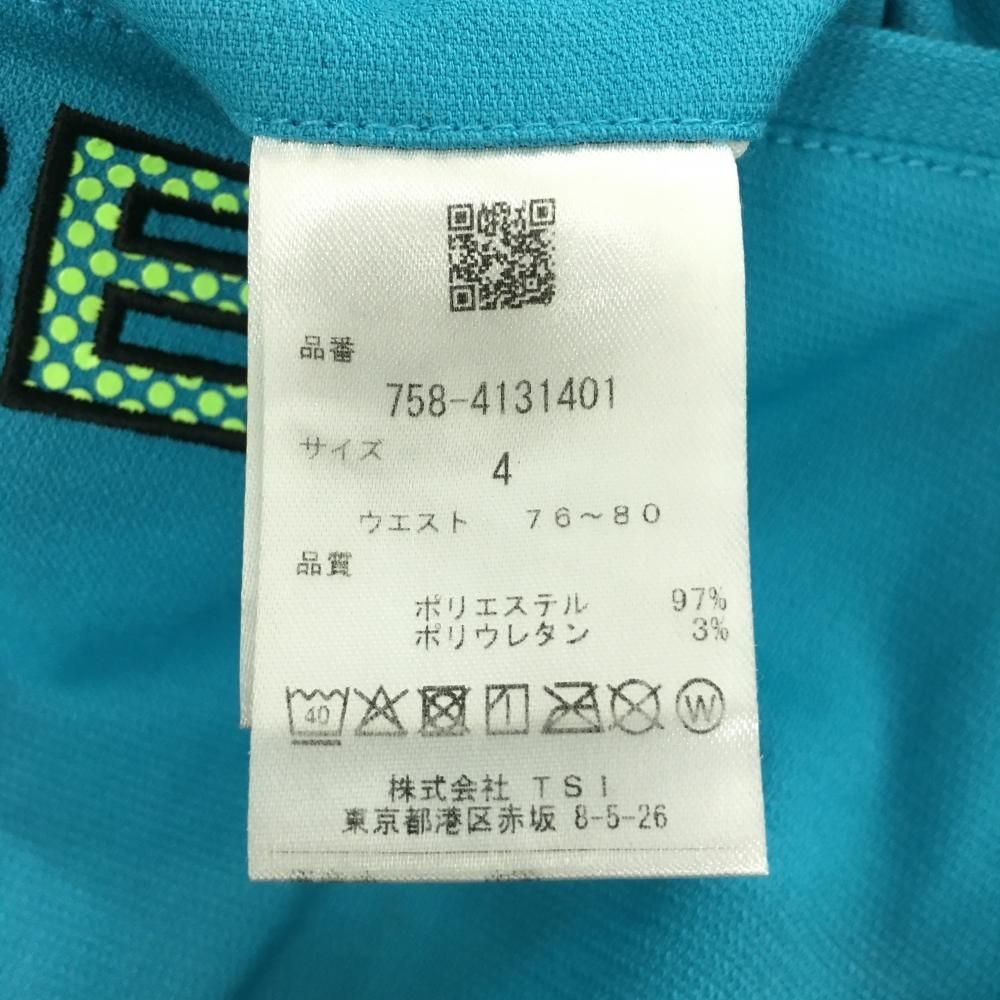 E
品番
758-4131401
サイズ
4
ウエスト 76～80
品質
ポリエステル 97%
ポリウレタン 3%
40 W
株式会社 TSI
東京都港区赤坂 8-5-26